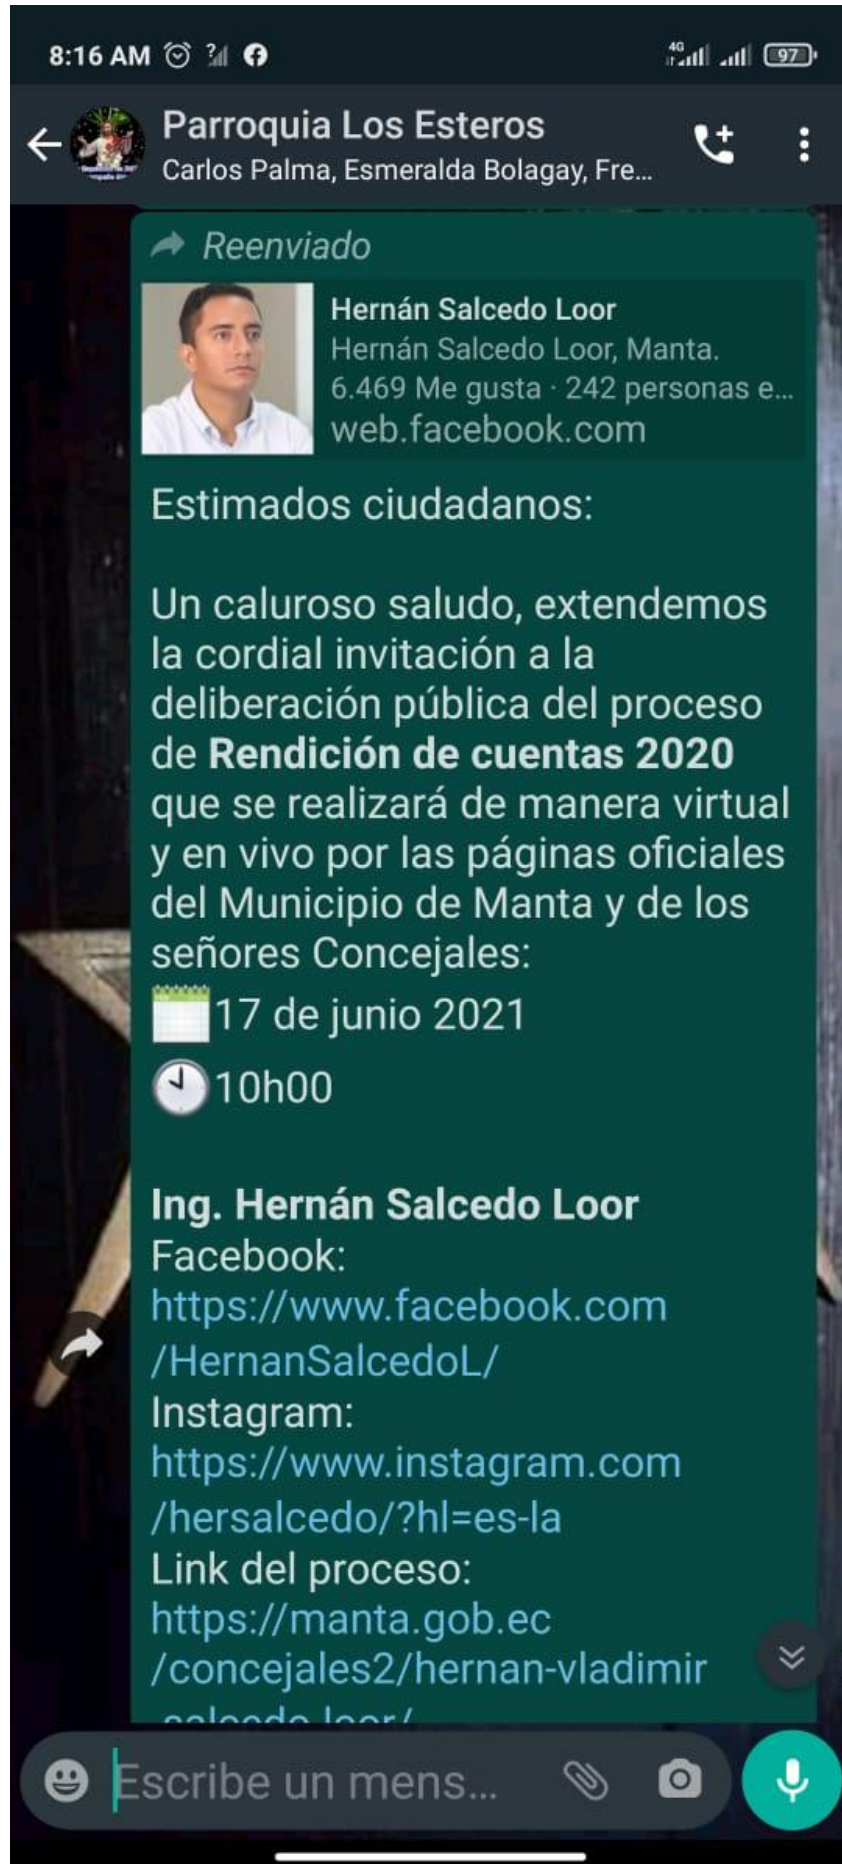 8:16 AM
4G
97
Parroquia Los Esteros
Carlos Palma, Esmeralda Bolagay, Fre...
Reenviado
Hernán Salcedo Loor
Hernán Salcedo Loor, Manta.
6.469 Me gusta · 242 personas e...
web.facebook.com
Estimados ciudadanos:
Un caluroso saludo, extendemos
la cordial invitación a la
deliberación pública del proceso
de Rendición de cuentas 2020
que se realizará de manera virtual
y en vivo por las páginas oficiales
del Municipio de Manta y de los
señores Concejales:
17 de junio 2021
10h00
Ing. Hernán Salcedo Loor
Facebook:
https://www.facebook.com
/HernanSalcedoL/
Instagram:
https://www.instagram.com
/hersalcedo/?hl=es-la
Link del proceso:
https://manta.gob.ec
/concejales2/hernan-vladimir
-salcedo-loor/
Escribe un mens...